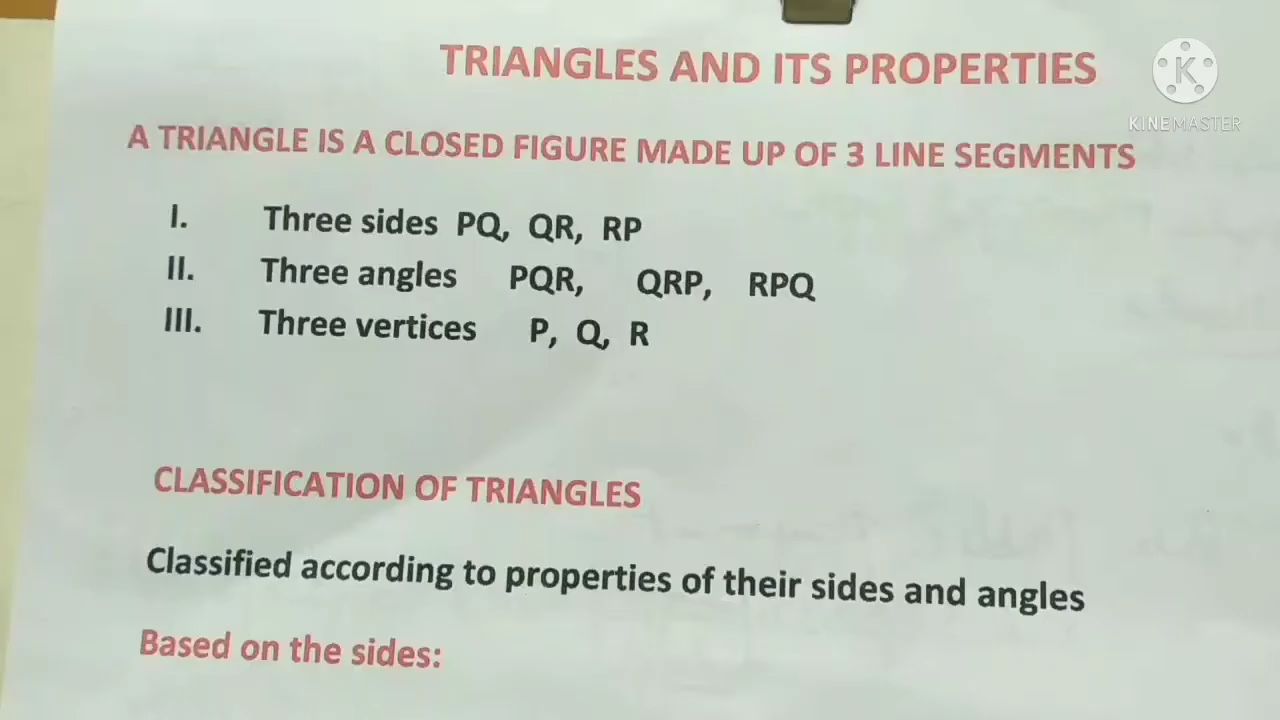 TRIANGLES AND ITS PROPERTIES
K
KINEMASTER
A TRIANGLE IS A CLOSED FIGURE MADE UP OF 3 LINE SEGMENTS
I. Three sides PQ, QR, RP
II. Three angles PQR, QRP, RPQ
III. Three vertices P, Q, R
CLASSIFICATION OF TRIANGLES
Classified according to properties of their sides and angles
Based on the sides: